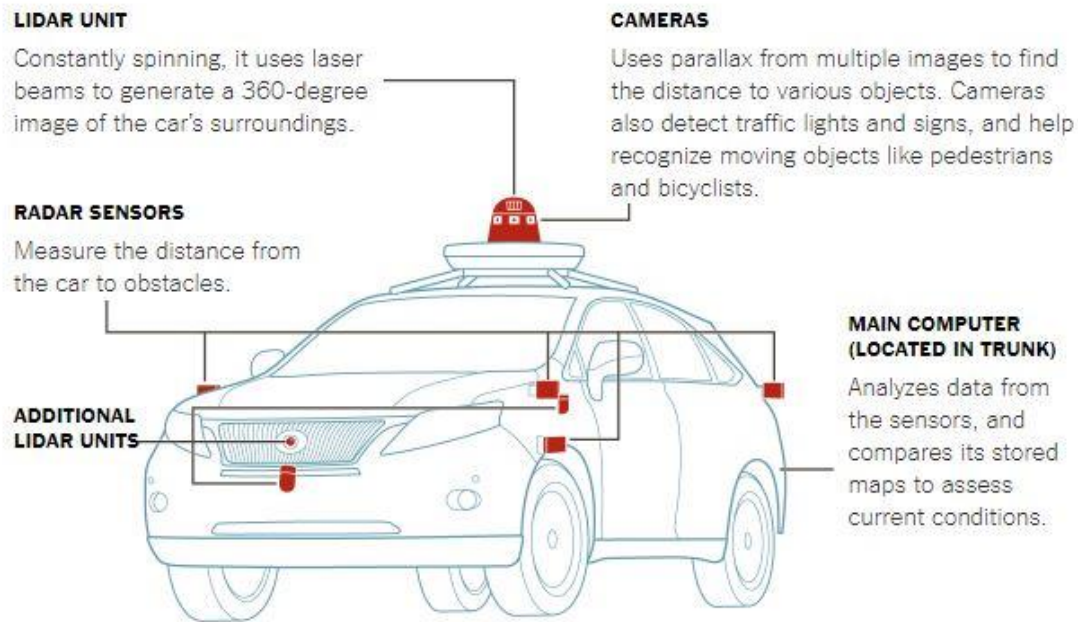 LIDAR UNIT
Constantly spinning, it uses laser
beams to generate a 360-degree
image of the car's surroundings.
CAMERAS
Uses parallax from multiple images to find
the distance to various objects. Cameras
also detect traffic lights and signs, and help
recognize moving objects like pedestrians
and bicyclists.
RADAR SENSORS
Measure the distance from
the car to obstacles.
ADDITIONAL
LIDAR UNITS
MAIN COMPUTER
(LOCATED IN TRUNK)
Analyzes data from
the sensors, and
compares its stored
maps to assess
current conditions.